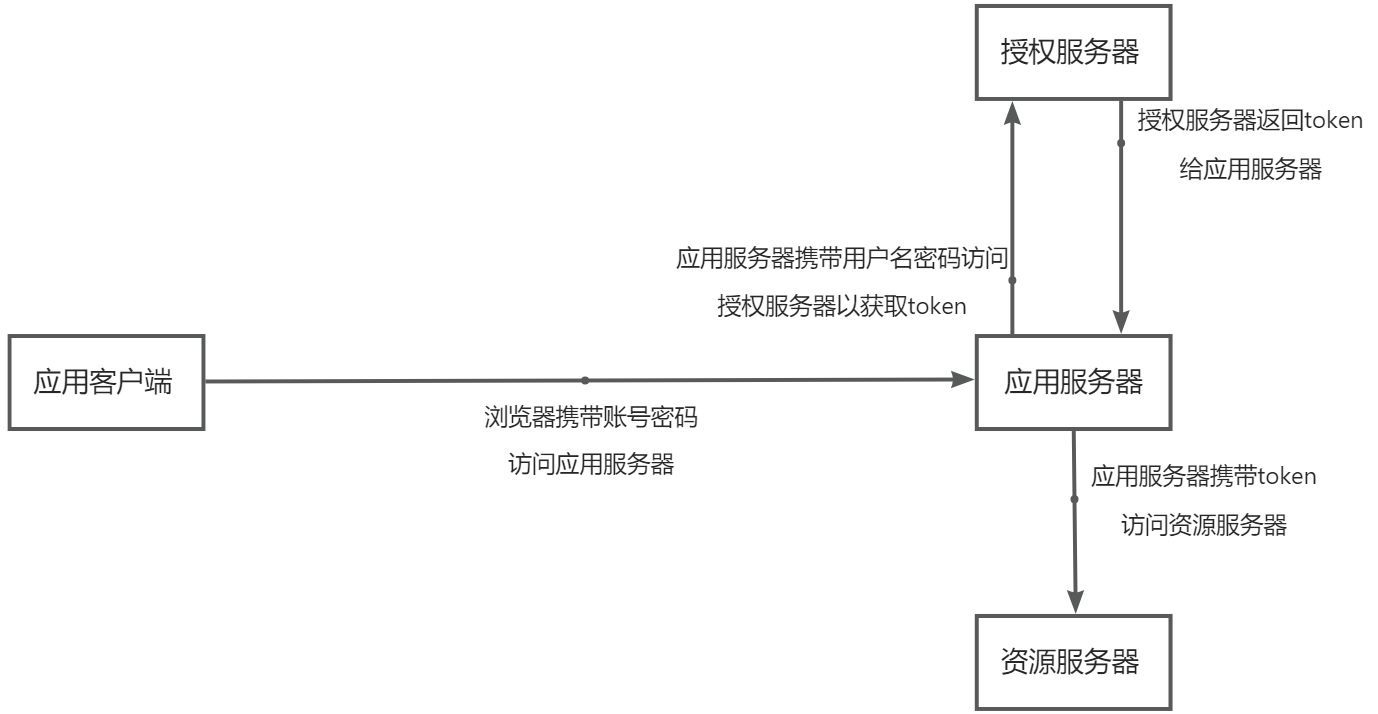 授权服务器
授权服务器返回token
给应用服务器
应用服务器携带用户名密码访问
授权服务器以获取token
应用客户端
应用服务器
浏览器携带账号密码
访问应用服务器
应用服务器携带token
访问资源服务器
资源服务器